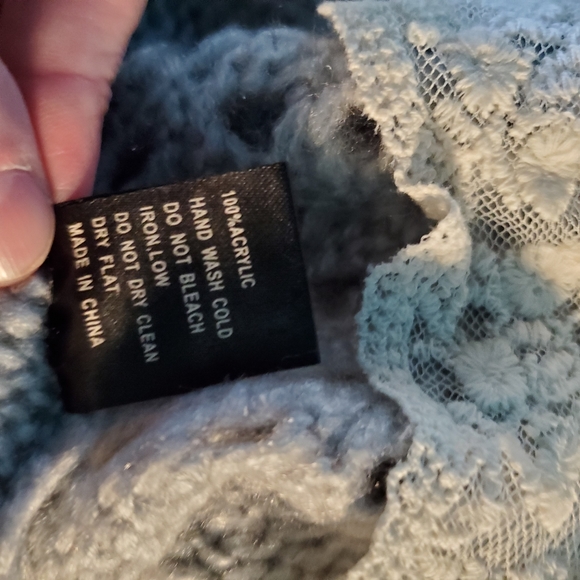 100%ACRYLIC
HAND WASH COLD
DO NOT BLEACH
IRON,LOW
DO NOT DRY CLEAN
DRY FLAT
MADE IN CHINA